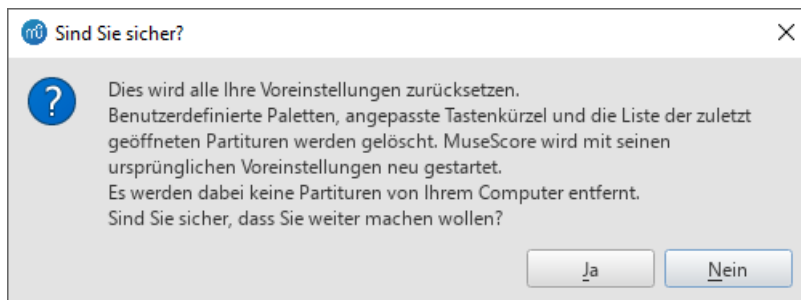 Sind Sie sicher?
Dies wird alle Ihre Voreinstellungen zurücksetzen.
Benutzerdefinierte Paletten, angepasste Tastenkürzel und die Liste der zuletzt
geöffneten Partituren werden gelöscht. MuseScore wird mit seinen
ursprünglichen Voreinstellungen neu gestartet.
Es werden dabei keine Partituren von Ihrem Computer entfernt.
Sind Sie sicher, dass Sie weiter machen wollen?
Ja
Nein